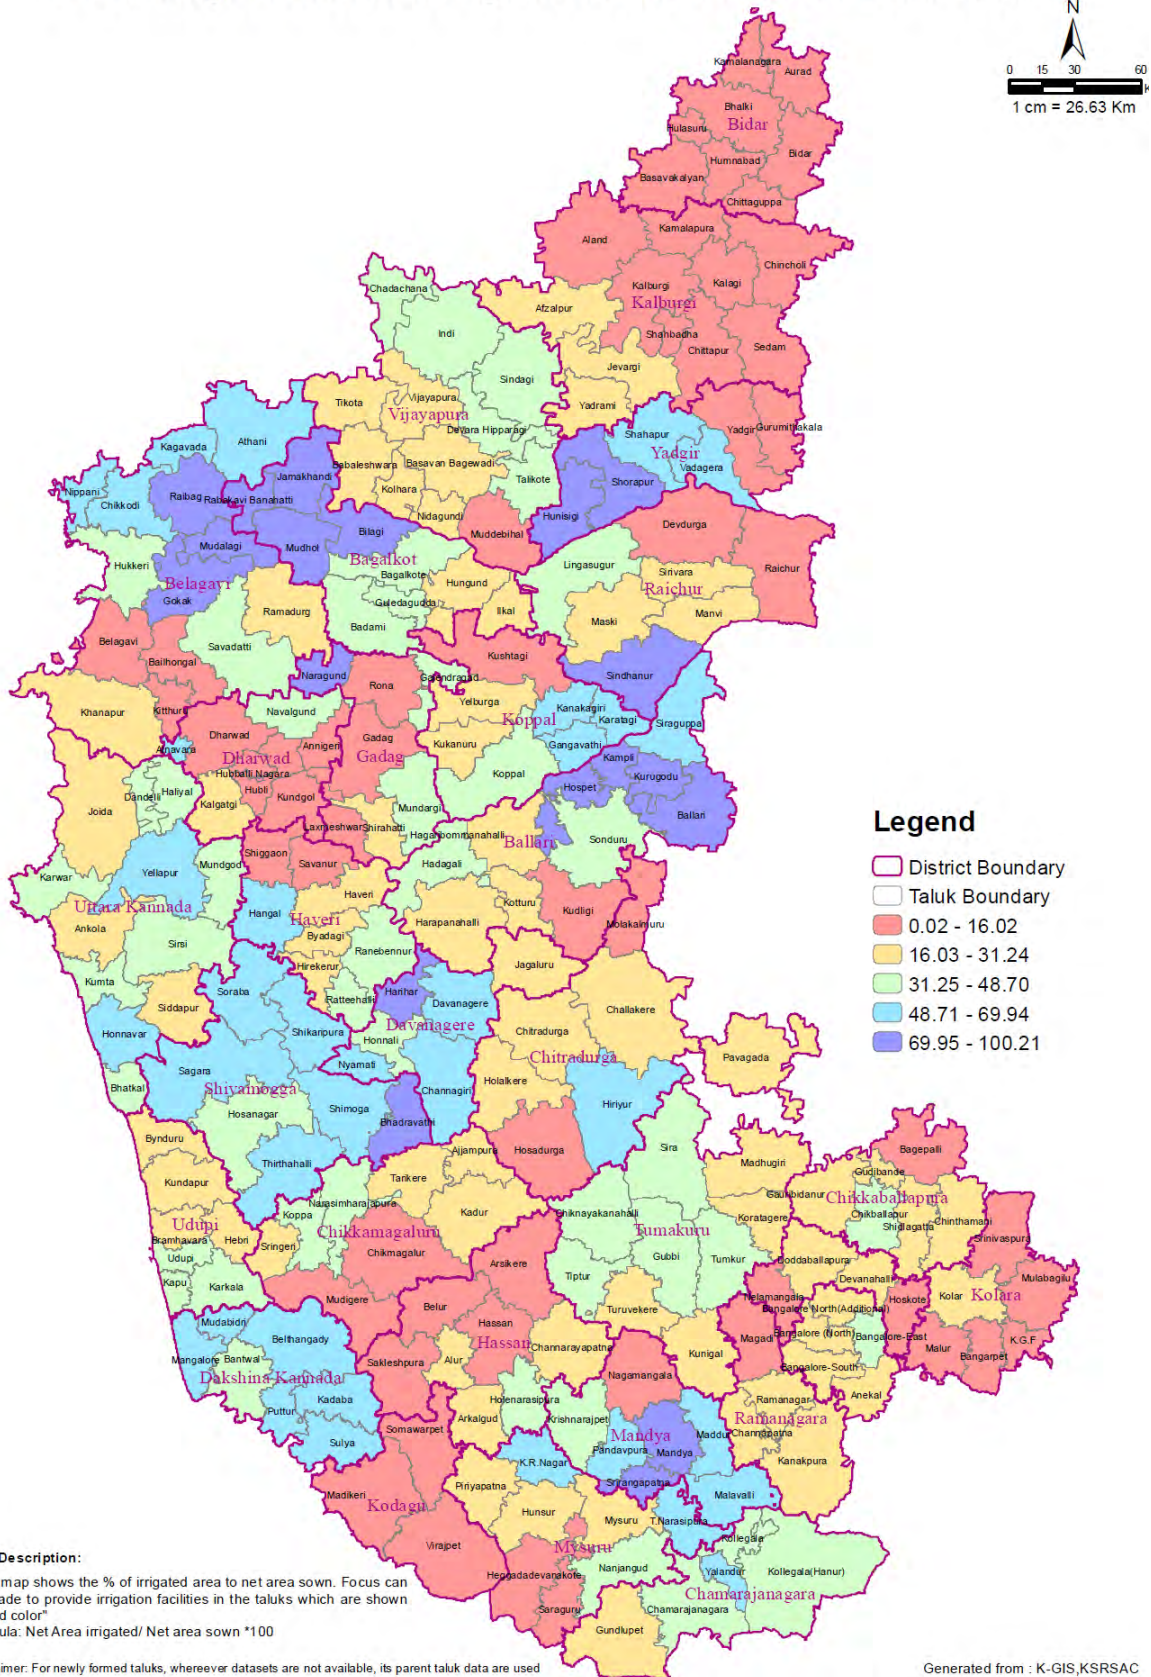 N
0 15 30 60
K
1 cm = 26.63 Km
Kamalanagara
Aurad
Bhalki
Bidar
Hulasuru
Bidar
Humnabad
Basavakalyan
Chittaguppa
Kamalapura
Aland
Chincholi
Kalburgi
Kalagi
Kalburgi
Afzalpur
Shahbadha
Chittapur
Sedam
Jevargi
Yadrami
Chadachana
Indi
Sindagi
Tikota
Vijayapura
Vijayapura
Devara Hipparagi
Babaleshwara
Basavan Bagewadi
Kolhara
Talikote
Nidagundi
Muddebihal
Shahapur
Yadgir
Yadgir
Gurumithakala
Vadagera
Shorapur
Hunisigi
Athani
Kagavada
Nippani
Chikkodi
Raibag
Rabakavi Banahatti
Jamakhandi
Mudalagi
Mudhol
Bilagi
Hukkeri
Belagavi
Gokak
Bagalkot
Bagalkote
Guledagudda
Badami
Hungund
Ilkal
Ramadurg
Savadatti
Belagavi
Bailhongal
Kitthuru
Khanapur
Devdurga
Lingasugur
Sirivara
Raichur
Raichur
Maski
Manvi
Sindhanur
Kushtagi
Naragund
Rona
Gajendragad
Yelburga
Koppal
Kanakagiri
Karatagi
Siraguppa
Navalgund
Dharwad
Annigeri
Gadag
Gadag
Kukanuru
Gangavathi
Koppal
Kampli
Alnavara
Dharwad
Hubballi Nagara
Hubli
Kundgol
Kalgatgi
Hospet
Kurugodu
Ballari
Mundargi
Dandelli
Haliyal
Joida
Laxmeshwar
Shirahatti
Hagaribommanahalli
Ballari
Sonduru
Shiggaon
Savanur
Hadagali
Mundgod
Yellapur
Karwar
Uttara Kannada
Haveri
Hangal
Haveri
Kotturu
Kudligi
Molakalmuru
Harapanahalli
Ankola
Byadagi
Sirsi
Ranebennur
Hirekerur
Jagaluru
Kumta
Siddapur
Soraba
Ratteehalli
Harihar
Davanagere
Challakere
Honnavar
Shikaripura
Davanagere
Honnali
Chitradurga
Chitradurga
Pavagada
Nyamati
Sagara
Holalkere
Bhatkal
Shivamogga
Channagiri
Hiriyur
Hosanagar
Shimoga
Bhadravathi
Bynduru
Thirthahalli
Ajjampura
Hosadurga
Sira
Bagepalli
Madhugiri
Gudibande
Kundapur
Tarikere
Narasimharajapura
Koppa
Kadur
Gauribidanur
Chikkaballapura
Chikballapur
Chinthamani
Udupi
Bramhavara
Hebri
Sringeri
Chikkamagaluru
Chikmagalur
Chiknayakanahalli
Tumakuru
Koratagere
Shidlagatta
Srinivaspura
Udupi
Arsikere
Gubbi
Tumkur
Doddaballapura
Devanahalli
Kapu
Karkala
Tiptur
Mulabagilu
Mudigere
Belur
Turuvekere
Nelamangala
Hoskote
Kolar
Kolara
Mudabidri
Belthangady
Hassan
Hassan
Bangalore North(Additional)
Bangalore (North)
Bangalore-East
K.G.F
Mangalore
Bantwal
Dakshina Kannada
Sakleshpura
Alur
Channarayapatna
Magadi
Malur
Bangarpet
Kunigal
Bangalore-South
Kadaba
Nagamangala
Anekal
Puttur
Arkalgud
Holenarasipura
Krishnarajpet
Ramanagar
Ramanagara
Sulya
Somawarpet
Mandya
Maddur
Channapatna
Pandavpura
Mandya
Kanakpura
K.R.Nagar
Piriyapatna
Srirangapatna
Malavalli
Madikeri
Kodagu
Hunsur
Mysuru
T.Narasipura
Virajpet
Mysuru
Kollegala
Heggadadevanakote
Nanjangud
Yalandur
Kollegala(Hanur)
Saraguru
Chamarajanagara
Chamarajanagara
Gundlupet
Legend
District Boundary
Taluk Boundary
0.02 - 16.02
16.03 - 31.24
31.25 - 48.70
48.71 - 69.94
69.95 - 100.21
Description:
map shows the % of irrigated area to net area sown. Focus can
ade to provide irrigation facilities in the taluks which are shown
d color"
ula: Net Area irrigated/ Net area sown *100
imer: For newly formed taluks, whereever datasets are not available, its parent taluk data are used
Generated from : K-GIS,KSRSAC